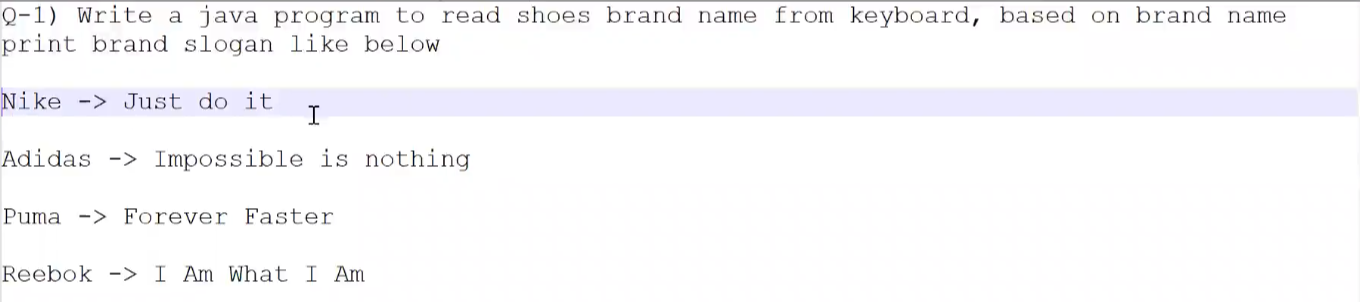 Q-1) Write a java program to read shoes brand name from keyboard, based on brand name
print brand slogan like below
Nike -> Just do it
Adidas -> Impossible is nothing
Puma -> Forever Faster
Reebok -> I Am What I Am